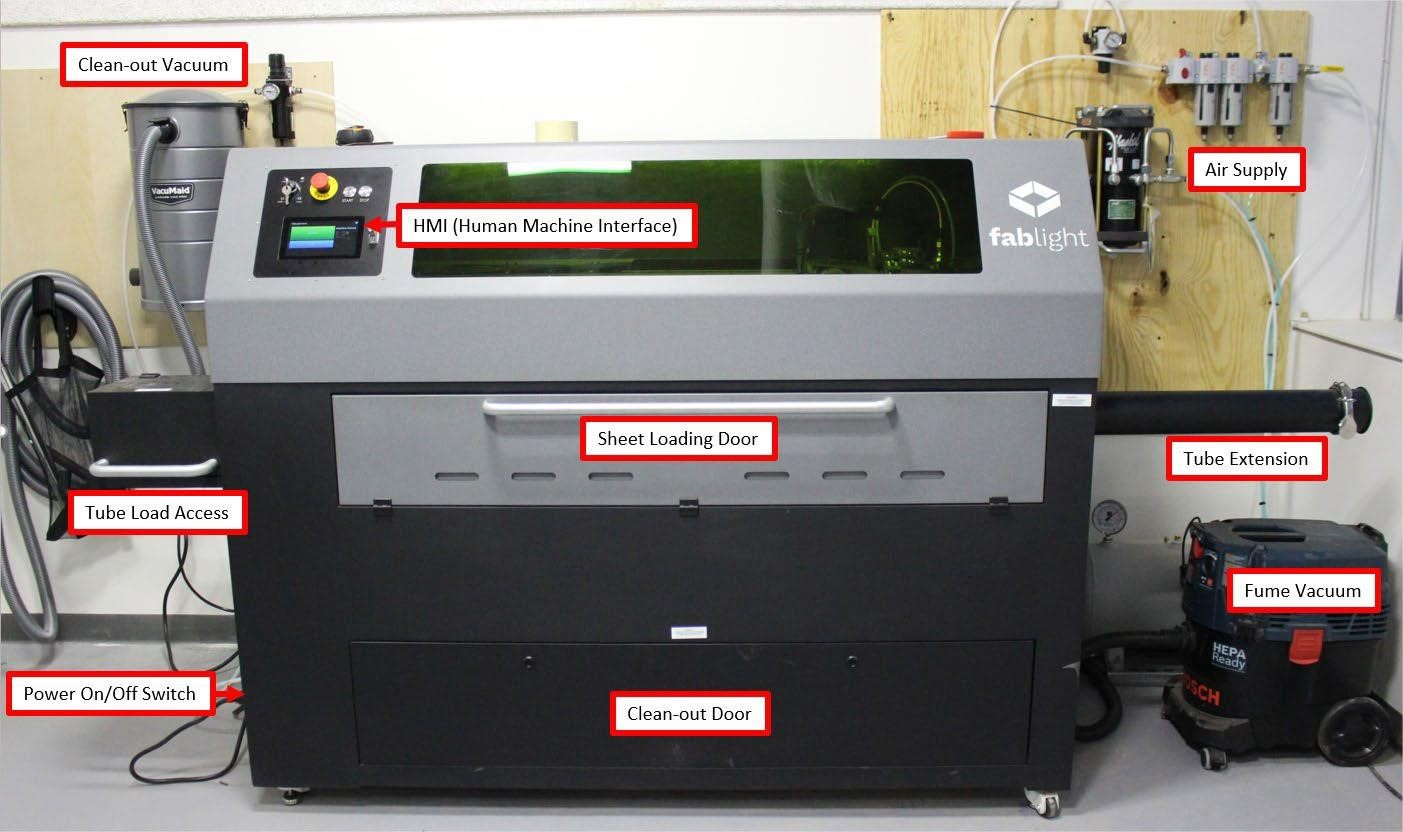 Clean-out Vacuum
VacuMaid
Air Supply
START STOP
HMI (Human Machine Interface)
fablight
Sheet Loading Door
Tube Extension
Tube Load Access
Fume Vacuum
HEPA
Ready
BOSCH
Power On/Off Switch
Clean-out Door